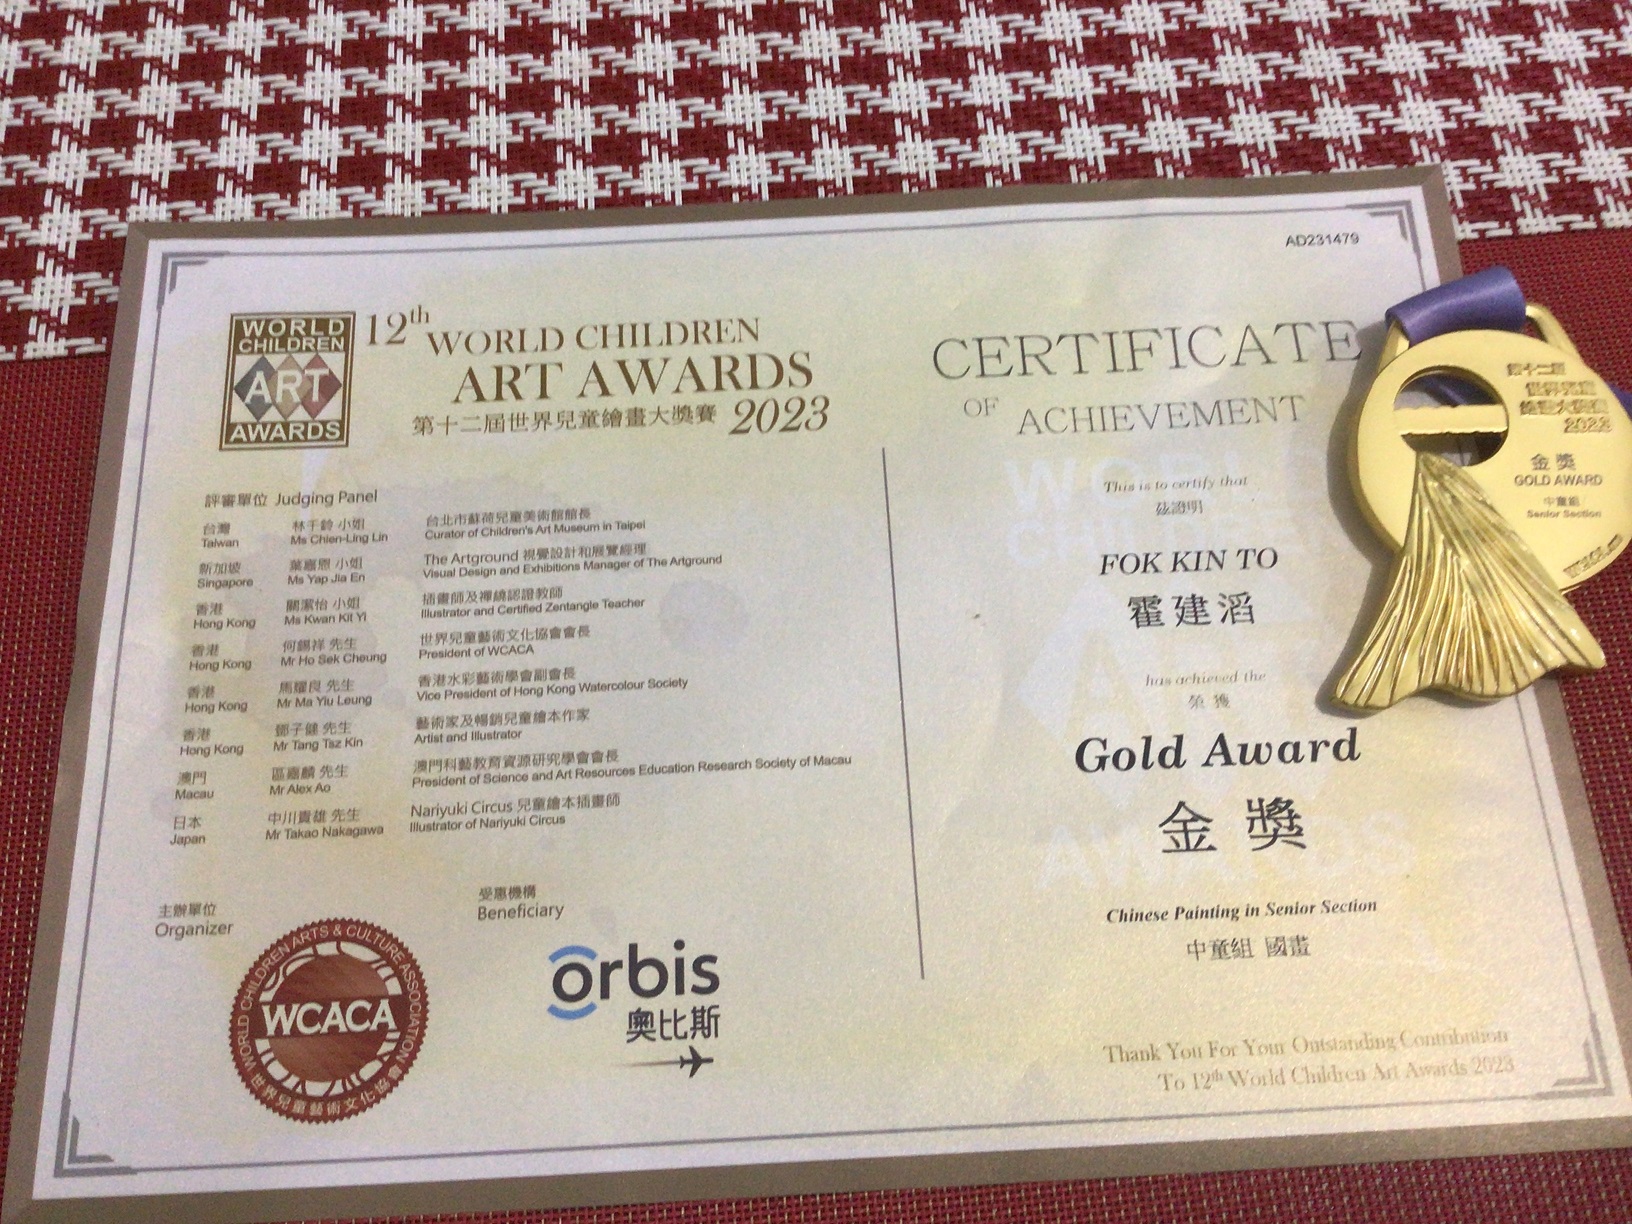 AD231479
WORLD
CHILDREN
ART
AWARDS
12th WORLD CHILDREN
ART AWARDS
第十二屆世界兒童繪畫大獎賽 2023
評審單位 Judging Panel
台灣 林千鈴 小姐 台北市蘇荷兒童美術館館長
Taiwan Ms Chien-Ling Lin Curator of Children's Art Museum in Taipei
新加坡 葉嘉恩 小姐 The Artground 視覺設計和展覽經理
Singapore Ms Yap Jia En Visual Design and Exhibitions Manager of The Artground
香港 關潔怡 小姐 插畫師及禪繞認證教師
Hong Kong Ms Kwan Kit Yi Illustrator and Certified Zentangle Teacher
香港 何錫祥 先生 世界兒童藝術文化協會會長
Hong Kong Mr Ho Sek Cheung President of WCACA
香港 馬耀良 先生 香港水彩藝術學會副會長
Hong Kong Mr Ma Yiu Leung Vice President of Hong Kong Watercolour Society
香港 鄧子健 先生 藝術家及暢銷兒童繪本作家
Hong Kong Mr Tang Tsz Kin Artist and Illustrator
澳門 區嘉麟 先生 澳門科藝教育資源研究學會會長
Macau Mr Alex Ao President of Science and Art Resources Education Research Society of Macau
日本 中川貴雄 先生 Nariyuki Circus 兒童繪本插畫師
Japan Mr Takao Nakagawa Illustrator of Nariyuki Circus
主辦單位
Organizer
WORLD CHILDREN ARTS & CULTURE ASSOCIATION
WCACA
世界兒童藝術文化協會
受惠機構
Beneficiary
orbis
奧比斯
CERTIFICATE
OF ACHIEVEMENT
This is to certify that
茲證明
FOK KIN TO
霍建滔
has achieved the
榮獲
Gold Award
金獎
Chinese Painting in Senior Section
中童組 國畫
Thank You For Your Outstanding Contribution
To 12th World Children Art Awards 2023
第十二屆
世界兒童
繪畫大獎賽
2023
金獎
GOLD AWARD
中童組
Senior Section